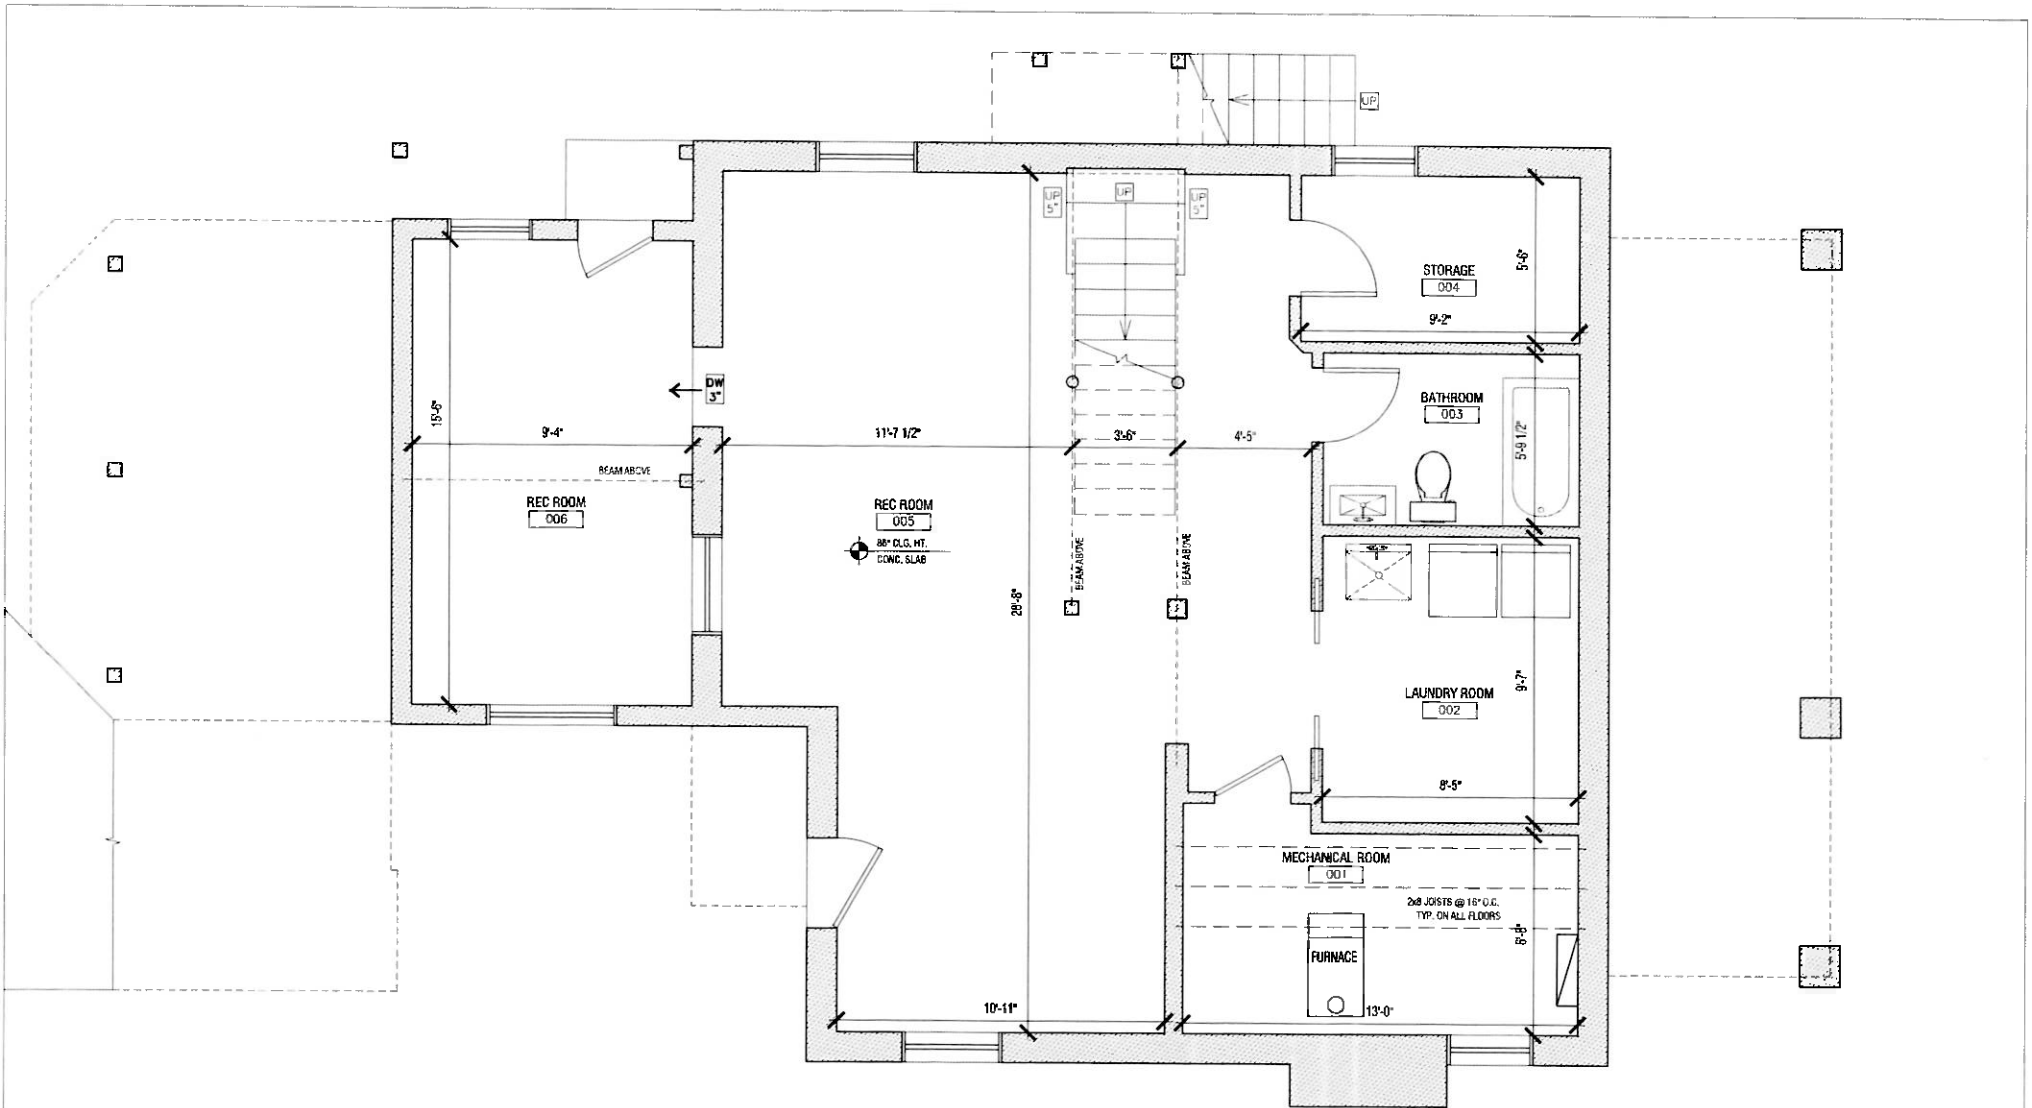 UP
UP
5"
UP
UP
5"
STORAGE
004
5'-6"
9'-2"
DW
3"
BATHROOM
003
5'-9 1/2"
15'-6"
9'-4"
11'-7 1/2"
3'-6"
4'-5"
BEAM ABOVE
REC ROOM
006
REC ROOM
005
88" CLG. HT.
CONC. SLAB
BEAM ABOVE
BEAM ABOVE
28'-8"
LAUNDRY ROOM
002
9'-7"
8'-5"
MECHANICAL ROOM
001
2x8 JOISTS @ 16" O.C.
TYP. ON ALL FLOORS
FURNACE
10'-11"
13'-0"